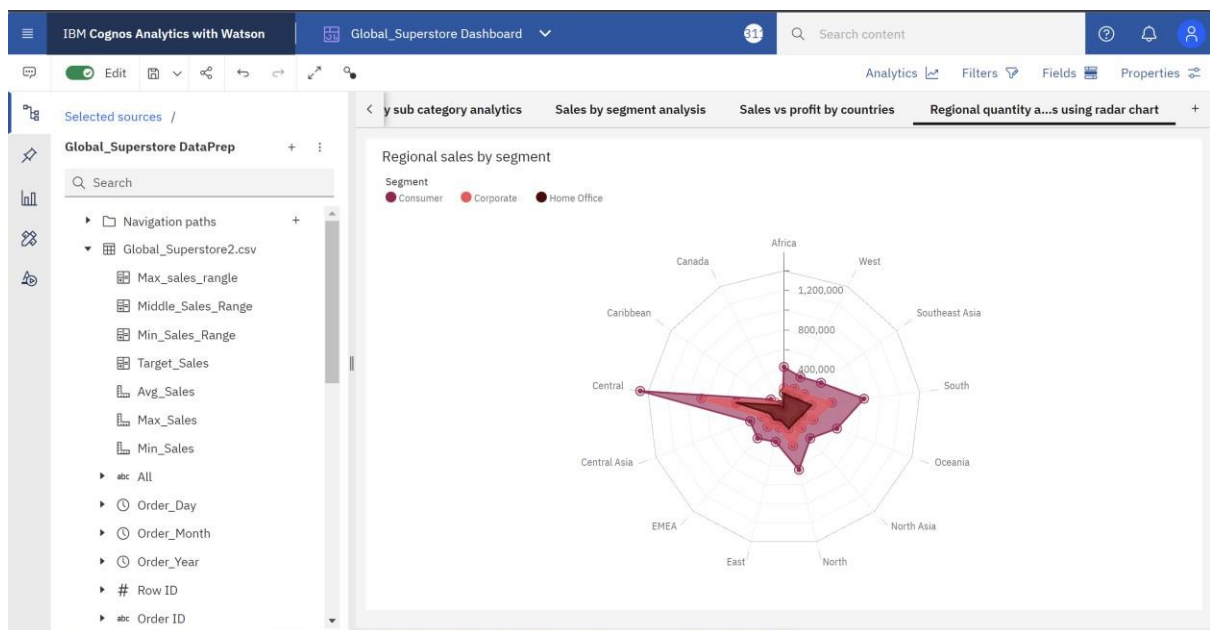 IBM Cognos Analytics with Watson
Global_Superstore Dashboard
Search content
Edit
Analytics
Filters
Fields
Properties
Selected sources /
y sub category analytics
Sales by segment analysis
Sales vs profit by countries
Regional quantity a...s using radar chart
+
Global_Superstore DataPrep
+
Search
Navigation paths
+
Global_Superstore2.csv
Max_sales_rangle
Middle_Sales_Range
Min_Sales_Range
Target_Sales
Avg_Sales
Max_Sales
Min_Sales
abc All
Order_Day
Order_Month
Order_Year
# Row ID
abc Order ID
Regional sales by segment
Segment
Consumer
Corporate
Home Office
Africa
West
Southeast Asia
South
Oceania
North Asia
North
East
EMEA
Central Asia
Central
Caribbean
Canada
1,200,000
800,000
400,000